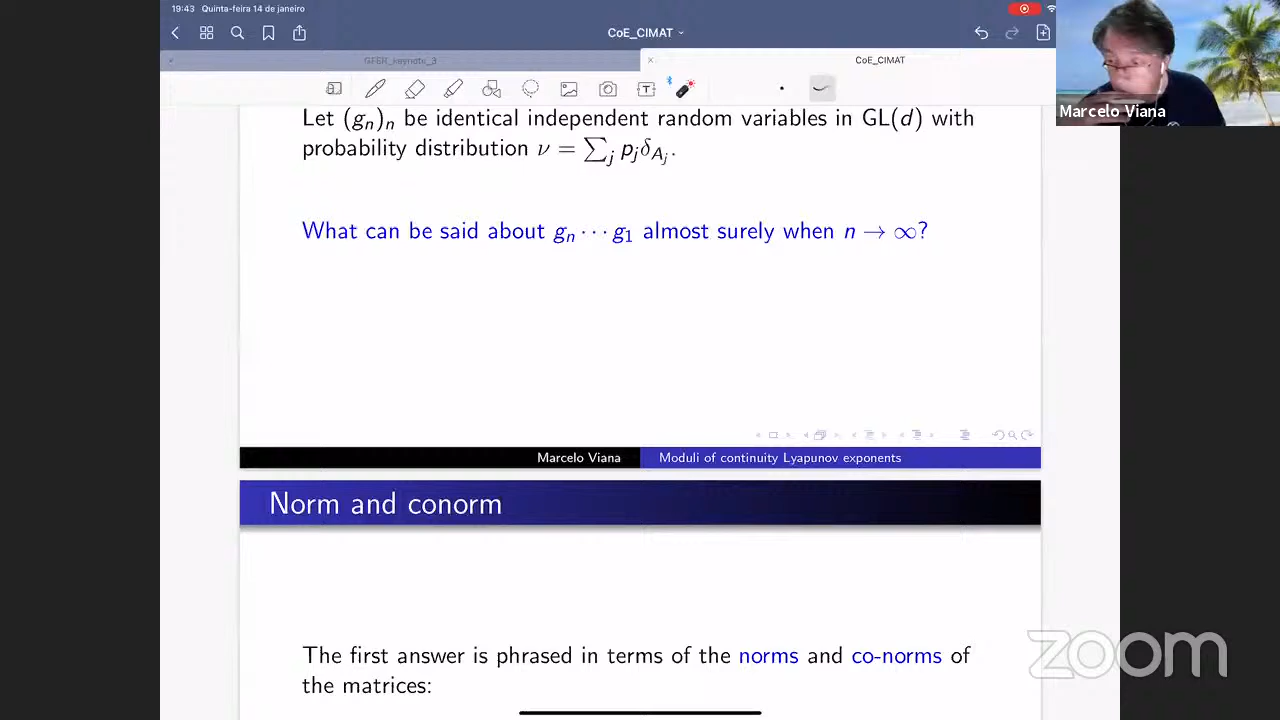 19:43 Quinta-feira 14 de janeiro
CoE_CIMAT
GFER_keynote_3
CoE_CIMAT
Marcelo Viana
Let (gₙ)ₙ be identical independent random variables in GL(d) with
probability distribution ν = ∑ⱼ pⱼδ_{Aⱼ}.
What can be said about gₙ ⋯ g₁ almost surely when n → ∞?
Marcelo Viana
Moduli of continuity Lyapunov exponents
Norm and conorm
The first answer is phrased in terms of the norms and co-norms of
the matrices:
zoom